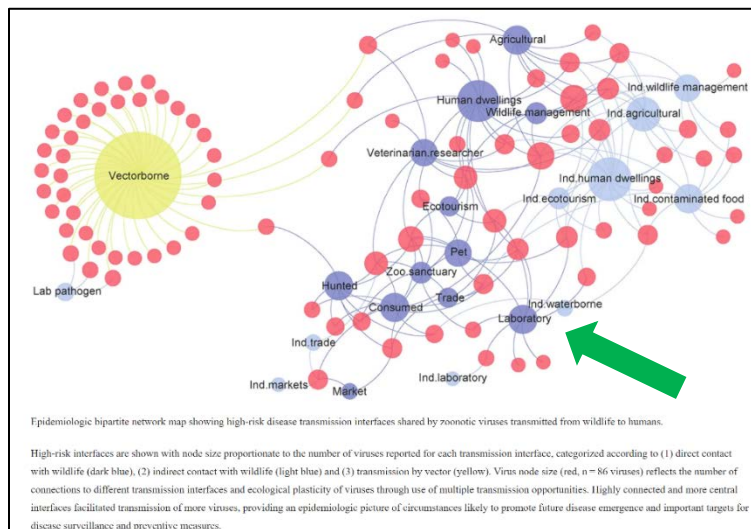 Agricultural
Ind.wildlife management
Human dwellings
Wildlife management
Ind.agricultural
Vectorborne
Veterinarian.researcher
Ind.human dwellings
Ind.ecotourism
Ind.contaminated food
Ecotourism
Pet
Zoo.sanctuary
Lab pathogen
Hunted
Trade
Consumed
Ind.waterborne
Laboratory
Ind.trade
Ind.markets
Market
Ind.laboratory
Epidemiologic bipartite network map showing high-risk disease transmission interfaces shared by zoonotic viruses transmitted from wildlife to humans.
High-risk interfaces are shown with node size proportionate to the number of viruses reported for each transmission interface, categorized according to (1) direct contact
with wildlife (dark blue), (2) indirect contact with wildlife (light blue) and (3) transmission by vector (yellow). Virus node size (red, n = 86 viruses) reflects the number of
connections to different transmission interfaces and ecological plasticity of viruses through use of multiple transmission opportunities. Highly connected and more central
interfaces facilitated transmission of more viruses, providing an epidemiologic picture of circumstances likely to promote future disease emergence and important targets for
disease surveillance and preventive measures.